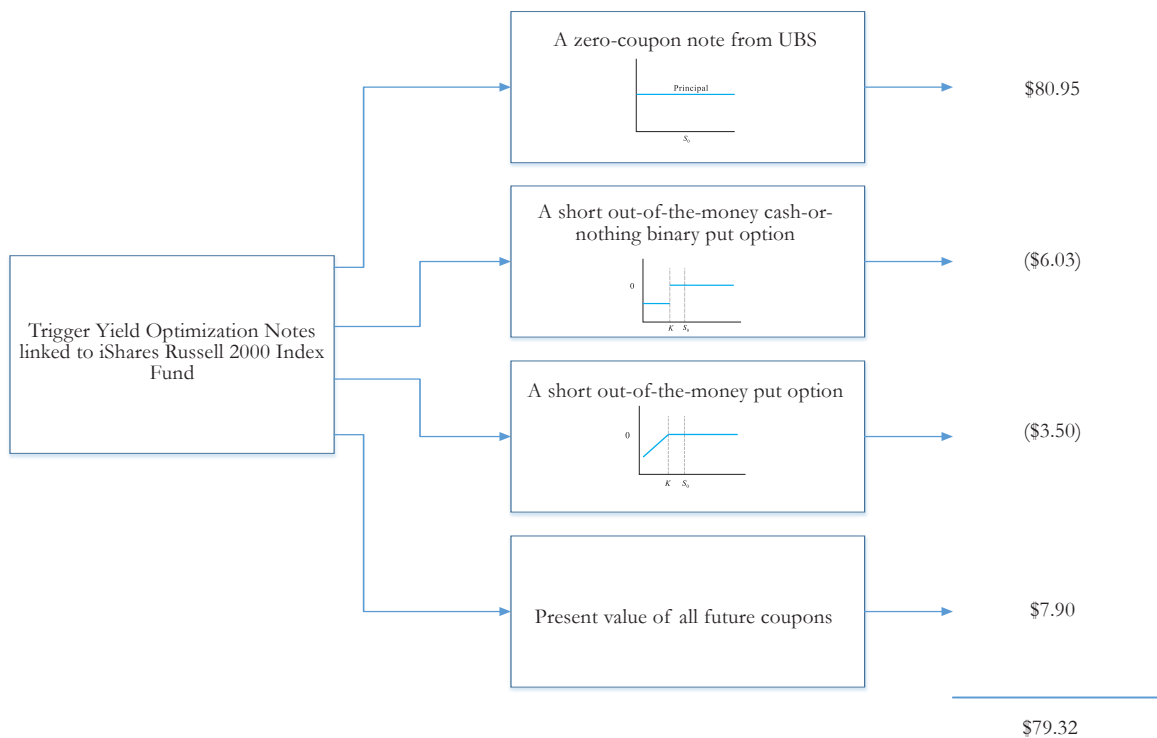 A zero-coupon note from UBS
Principal
S0
$80.95
A short out-of-the-money cash-or-
nothing binary put option
0
K
S0
($6.03)
Trigger Yield Optimization Notes
linked to iShares Russell 2000 Index
Fund
A short out-of-the-money put option
0
K
S0
($3.50)
Present value of all future coupons
$7.90
$79.32